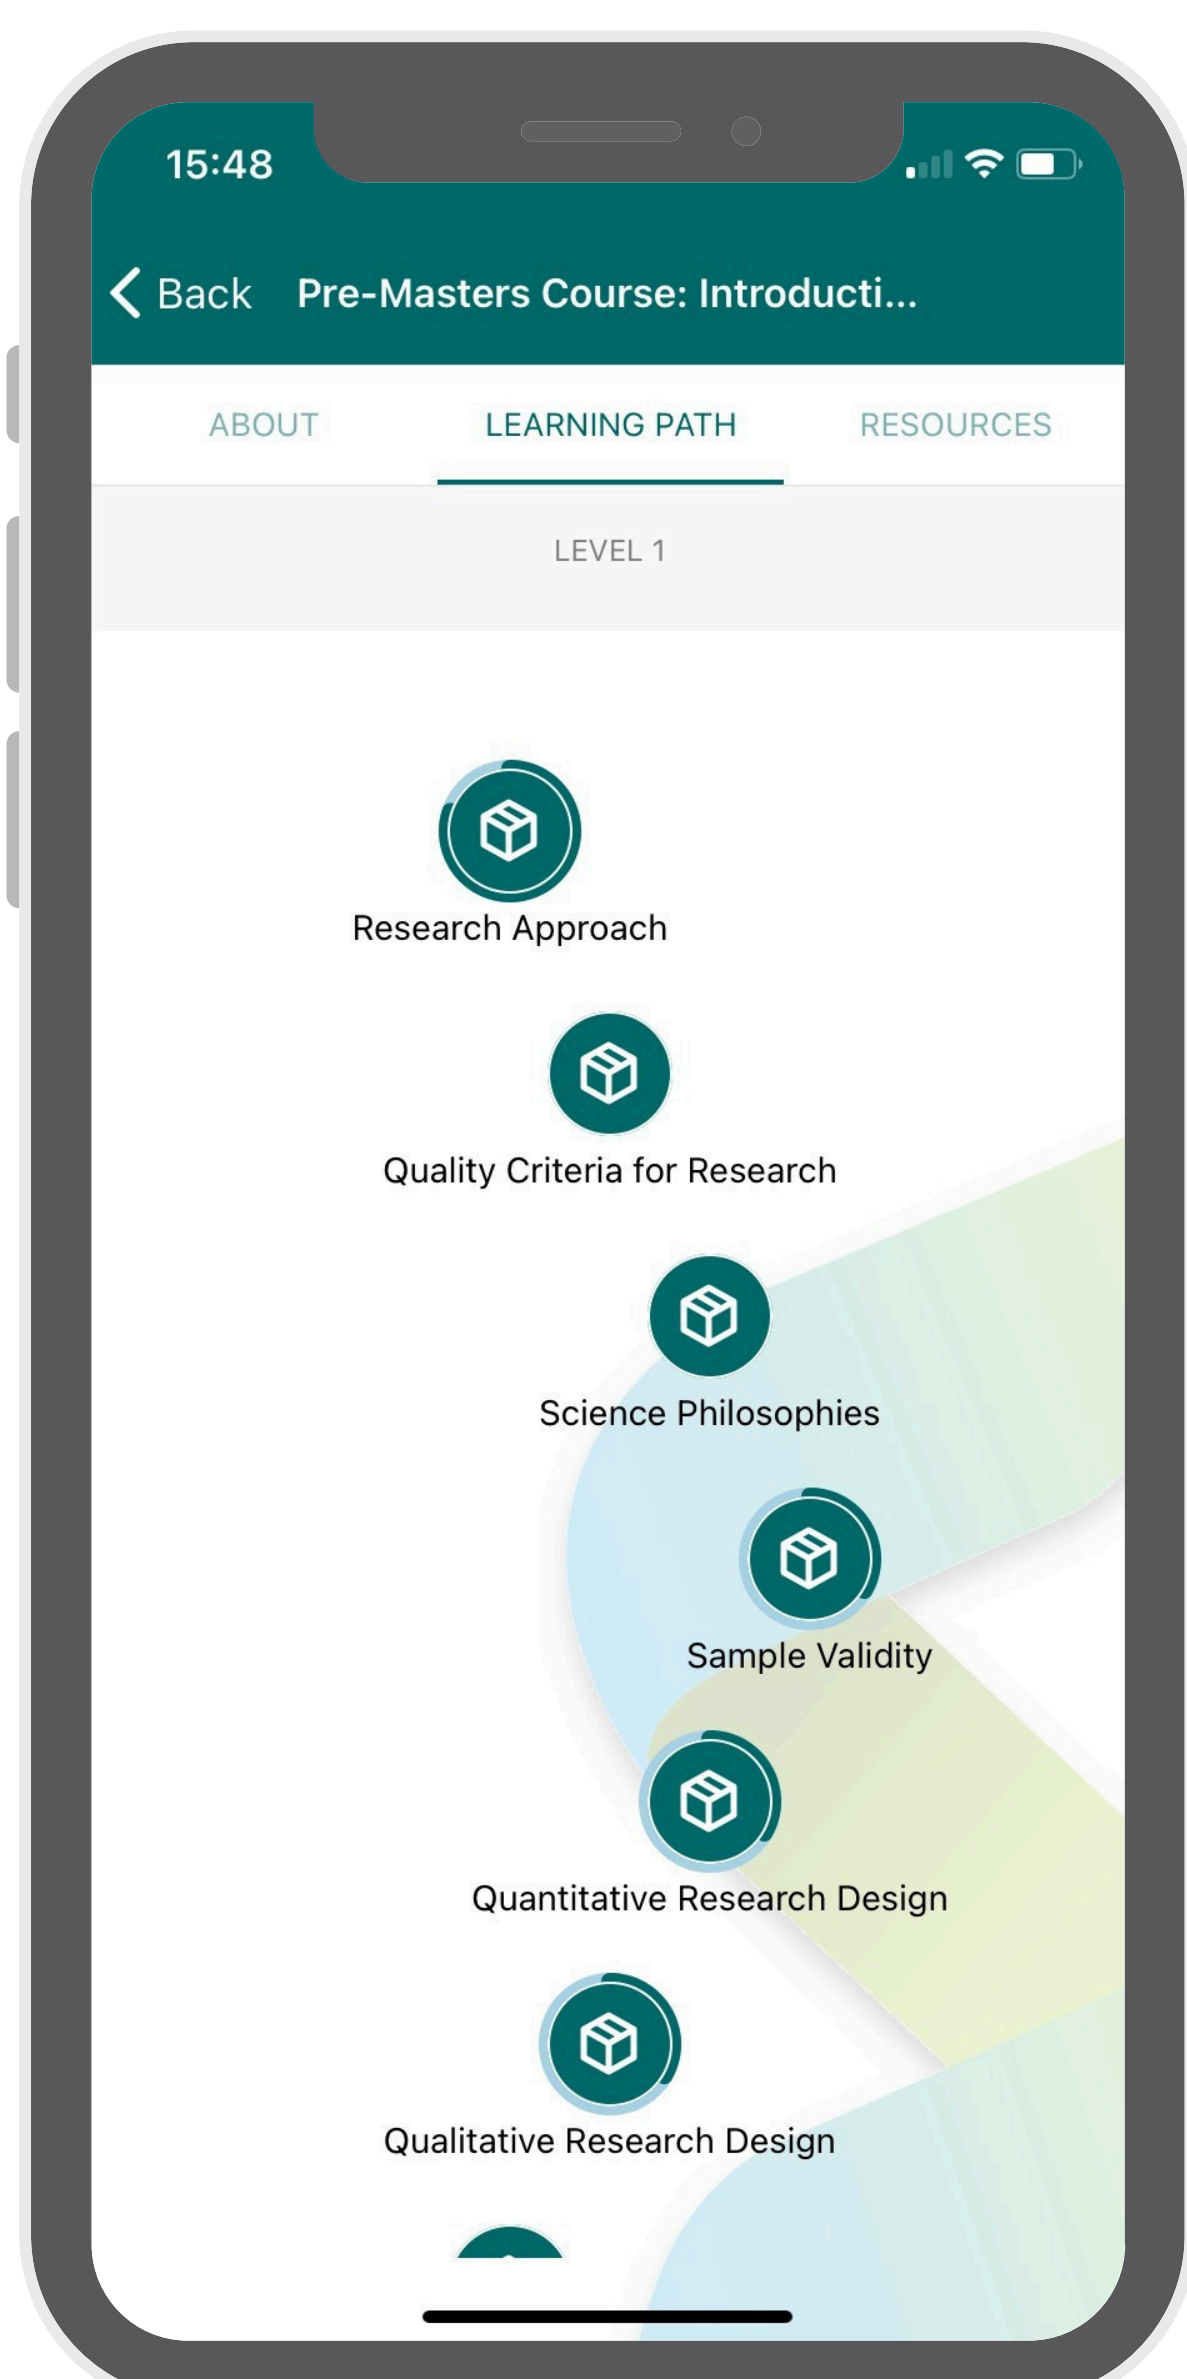 15:48
Back Pre-Masters Course: Introducti...
ABOUT LEARNING PATH RESOURCES
LEVEL 1
Research Approach
Quality Criteria for Research
Science Philosophies
Sample Validity
Quantitative Research Design
Qualitative Research Design